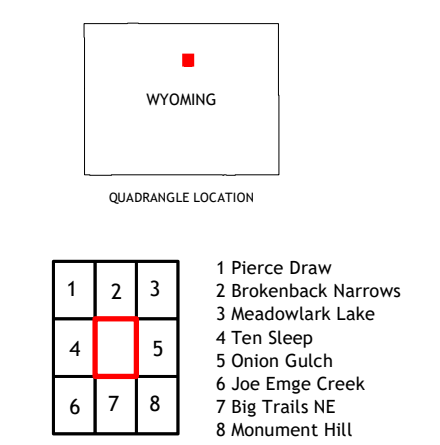 WYOMING
QUADRANGLE LOCATION
1 2 3
4 5
6 7 8
1 Pierce Draw
2 Brokenback Narrows
3 Meadowlark Lake
4 Ten Sleep
5 Onion Gulch
6 Joe Emge Creek
7 Big Trails NE
8 Monument Hill